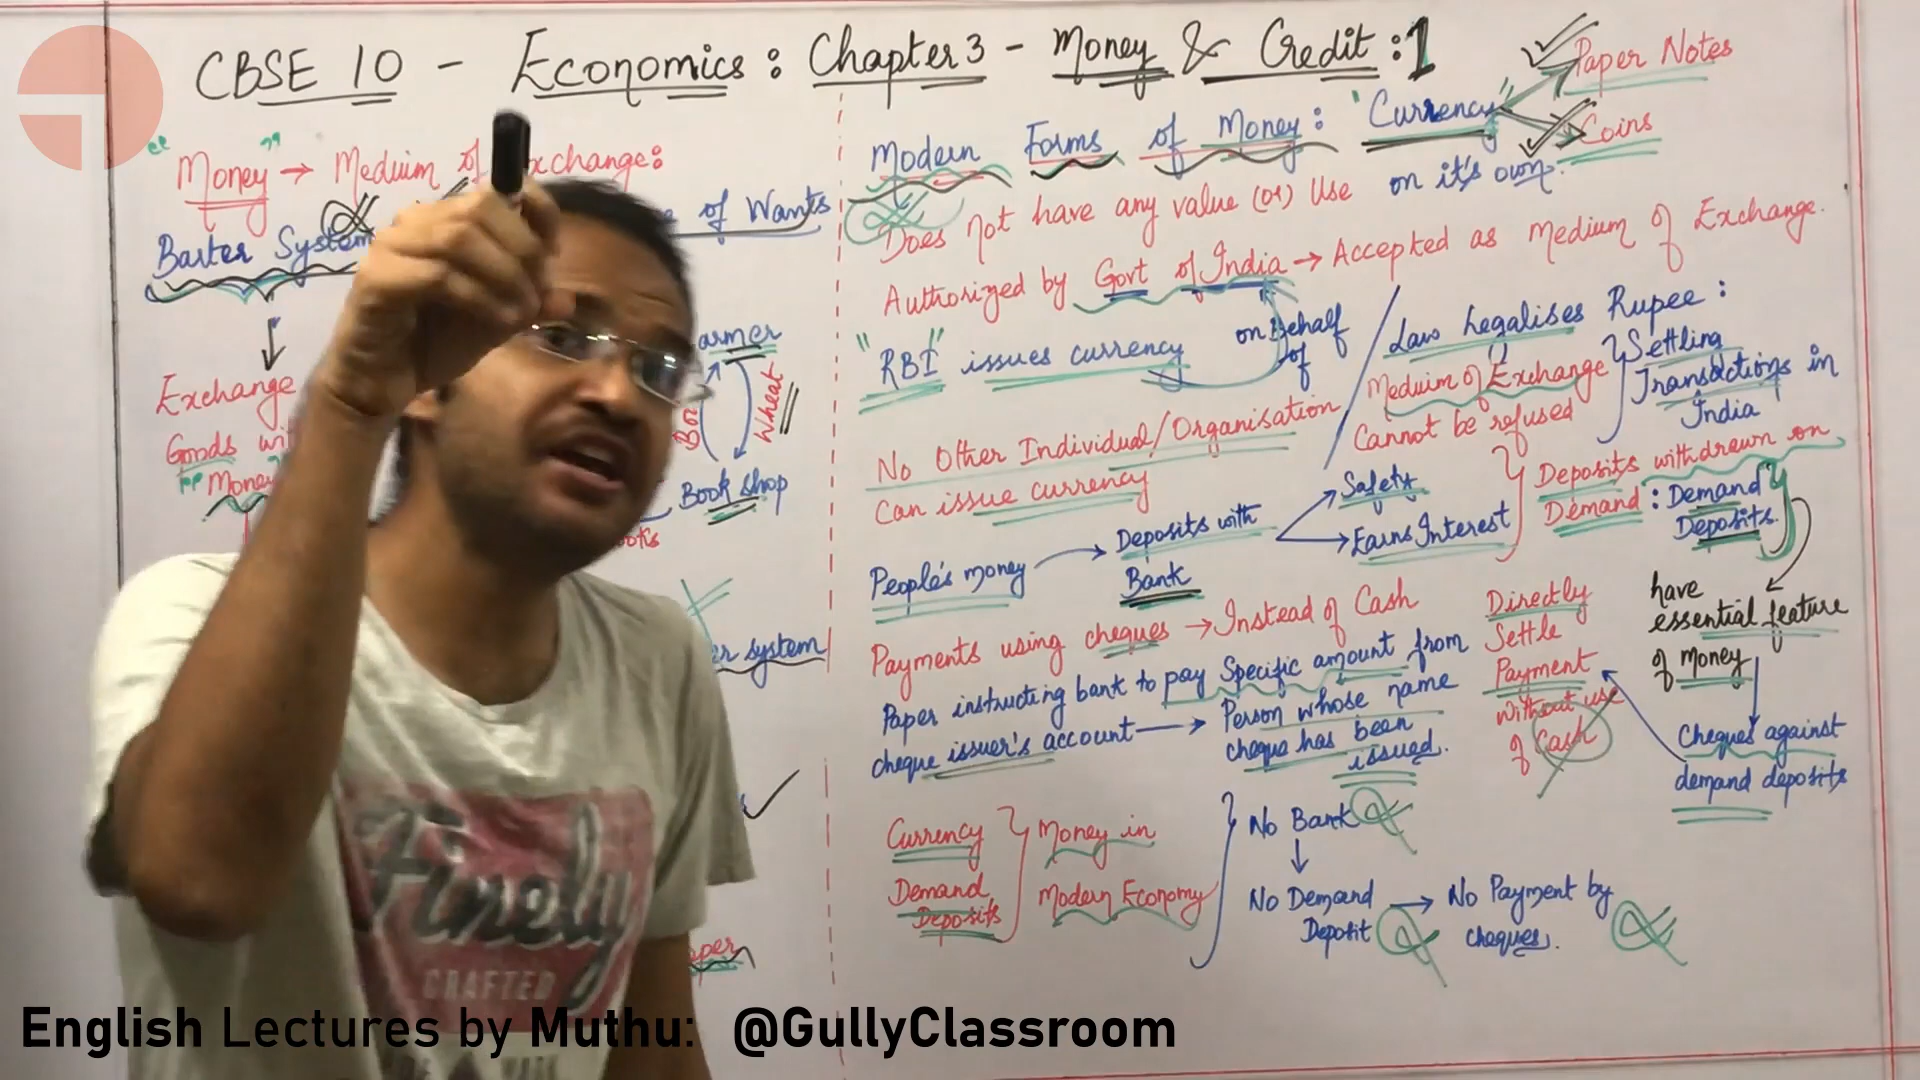 CBSE 10 - Economics: Chapter 3 - Money & Credit: 1
"Money" → Meduim of Exchange:
of Wants
Barter System
Exchange
Goods
"Money"
armer
Wheat
Book shop
system
Modern Forms of Money: "Currency"
Paper Notes
Coins
Does not have any value (or) Use on it's own.
Authorized by Govt of India → Accepted as medium of Exchange.
"RBI" issues currency
on Behalf
of
No Other Individual/Organisation
Can issue currency
Law Legalises Rupee:
Meduim of Exchange
Cannot be refused
Settling
Transactions in
India
People's money → Deposits with
Bank
Safety
Earns Interest
Deposits withdrawn on
Demand: Demand
Deposits.
have
essential feature
of money
Cheques against
demand deposits
Directly
Settle
Payment
Without use
of Cash
Payments using cheques → Instead of Cash
Paper instructing bank to pay Specific amount from
cheque issuer's account → Person whose name
cheque has been
issued.
Currency
Demand
Deposits
Money in
Modern Economy
No Bank
No Demand
Deposit
→ No Payment by
cheques.
Finely
CRAFTED
English Lectures by Muthu: @GullyClassroom